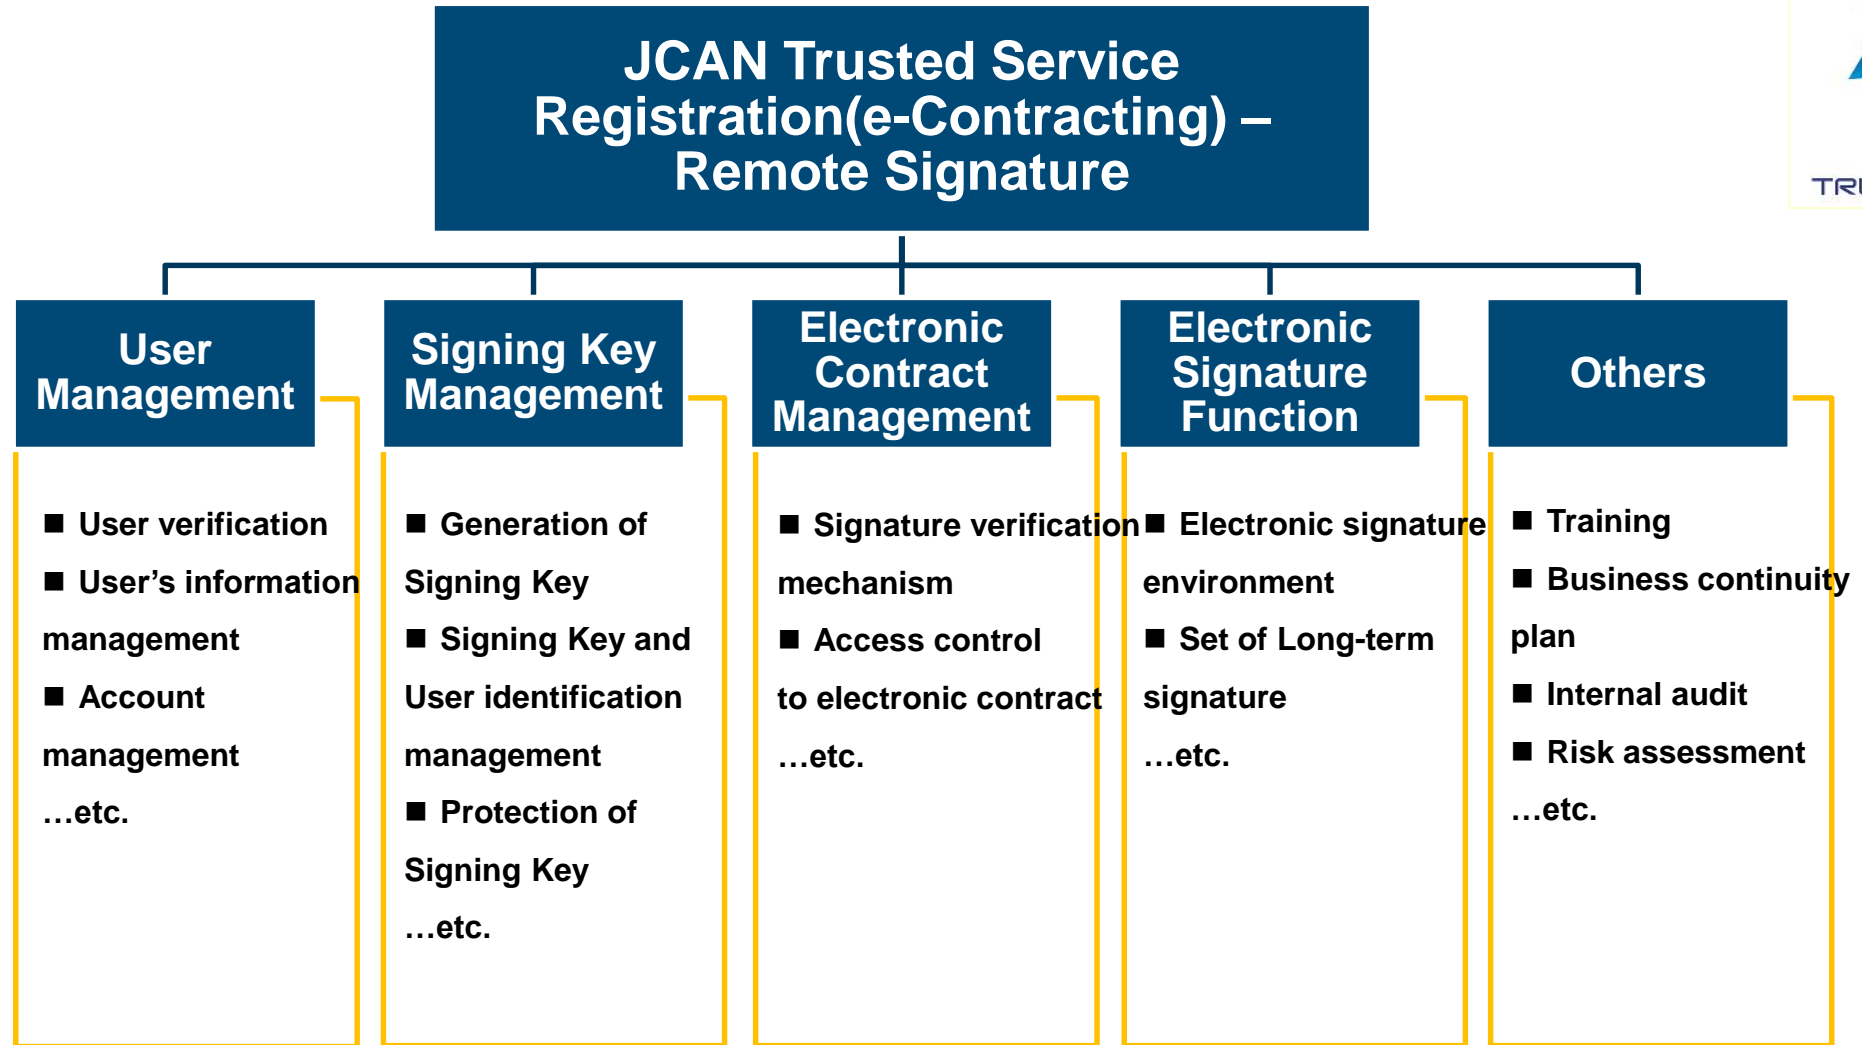 JCAN Trusted Service
Registration(e-Contracting) –
Remote Signature
User
Management
■ User verification
■ User’s information
management
■ Account
management
…etc.
Signing Key
Management
■ Generation of
Signing Key
■ Signing Key and
User identification
management
■ Protection of
Signing Key
…etc.
Electronic
Contract
Management
■ Signature verification
mechanism
■ Access control
to electronic contract
…etc.
Electronic
Signature
Function
■ Electronic signature
environment
■ Set of Long-term
signature
…etc.
Others
■ Training
■ Business continuity
plan
■ Internal audit
■ Risk assessment
…etc.